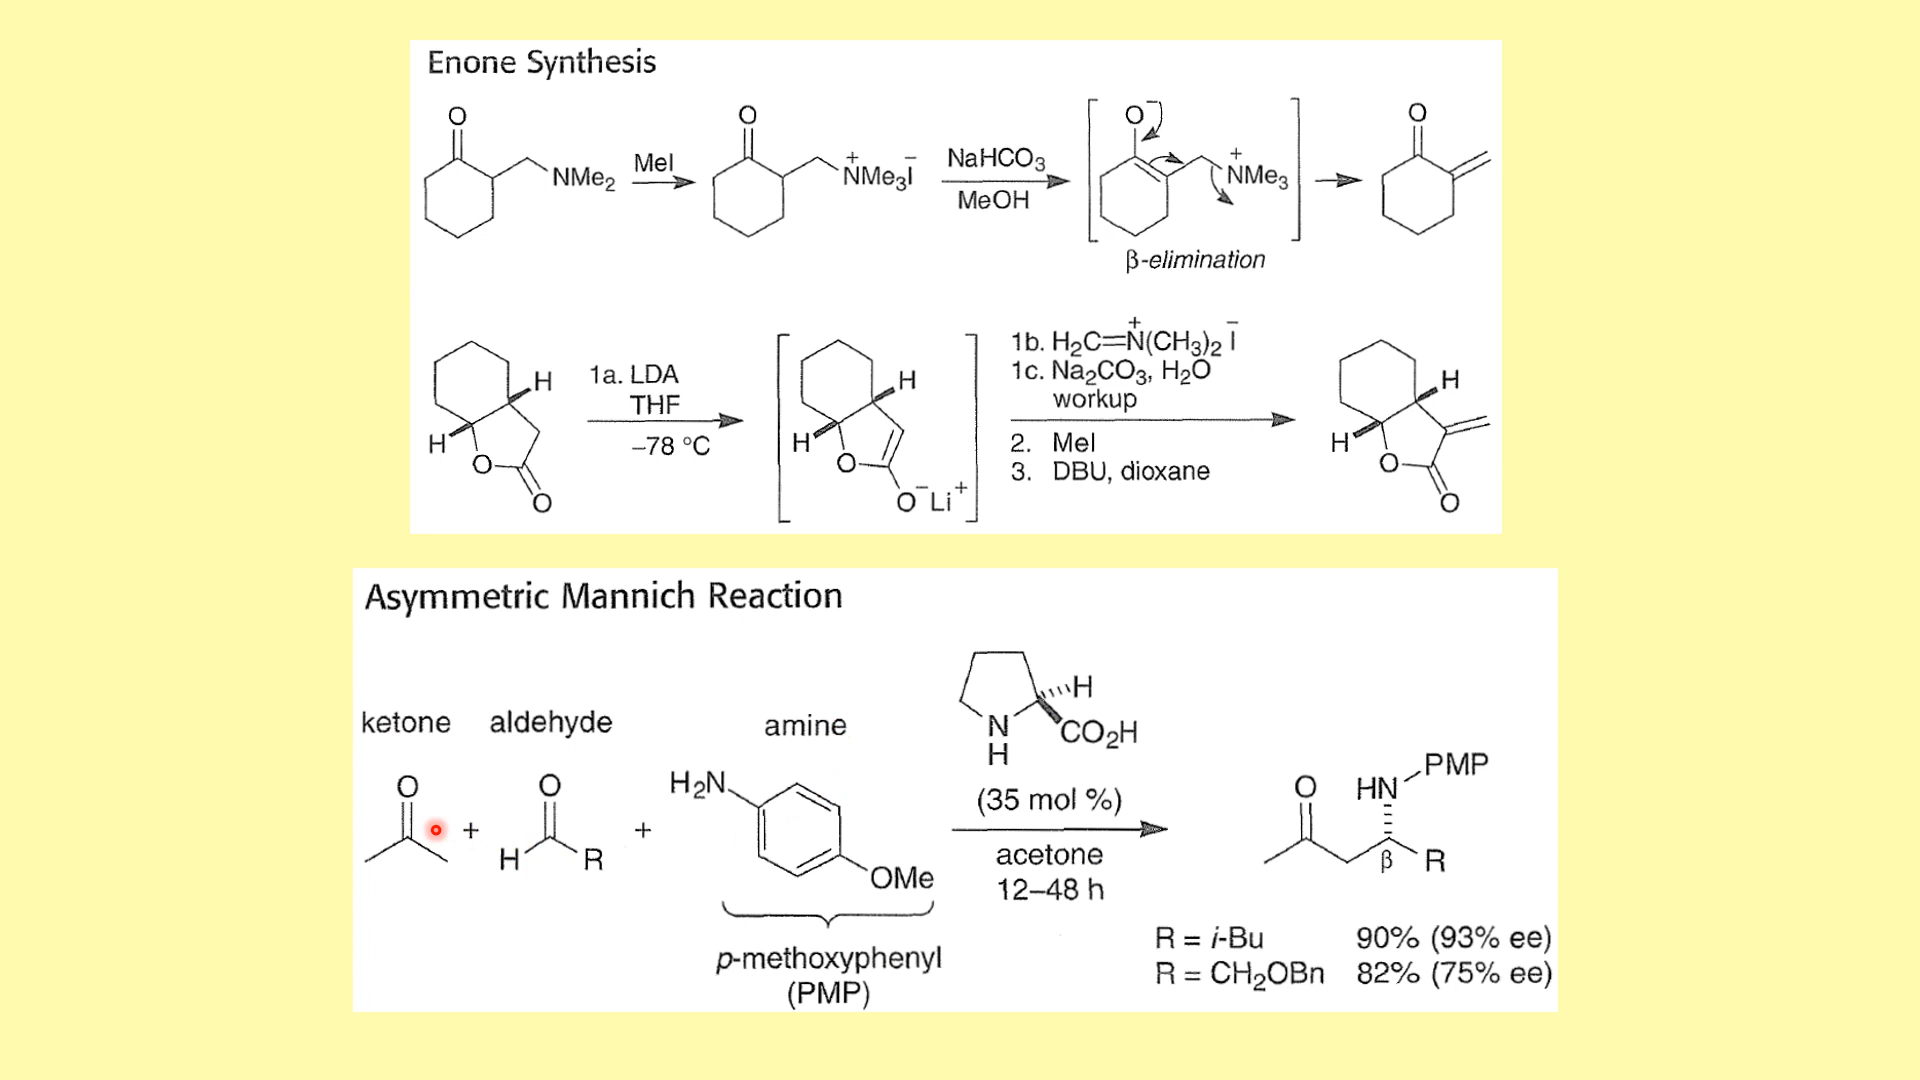 Enone Synthesis
O
NMe2
MeI
O
+ −
NMe3I
NaHCO3
MeOH
O−
+
NMe3
β-elimination
O
H
H
O
O
1a. LDA
THF
−78 °C
H
H
O
O− Li+
1b. H2C=N+(CH3)2 I−
1c. Na2CO3, H2O
workup
2. MeI
3. DBU, dioxane
H
H
O
O
Asymmetric Mannich Reaction
ketone aldehyde amine
O
+
O
H R
+
H2N
OMe
p-methoxyphenyl
(PMP)
H
N
H
CO2H
(35 mol %)
acetone
12–48 h
O
HN
PMP
β
R
R = i-Bu 90% (93% ee)
R = CH2OBn 82% (75% ee)